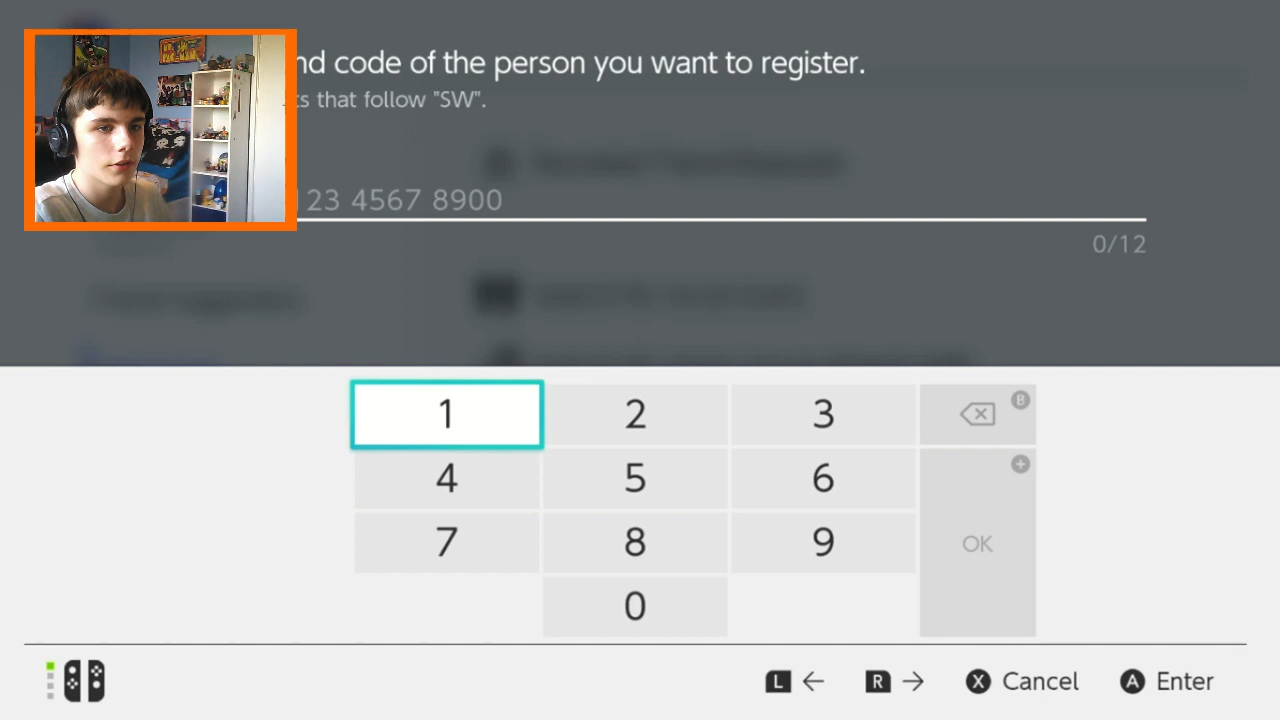 nd code of the person you want to register.
ts that follow "SW".
123 4567 8900
0/12
1 2 3 B
4 5 6 +
7 8 9 OK
0
L ← R → X Cancel A Enter